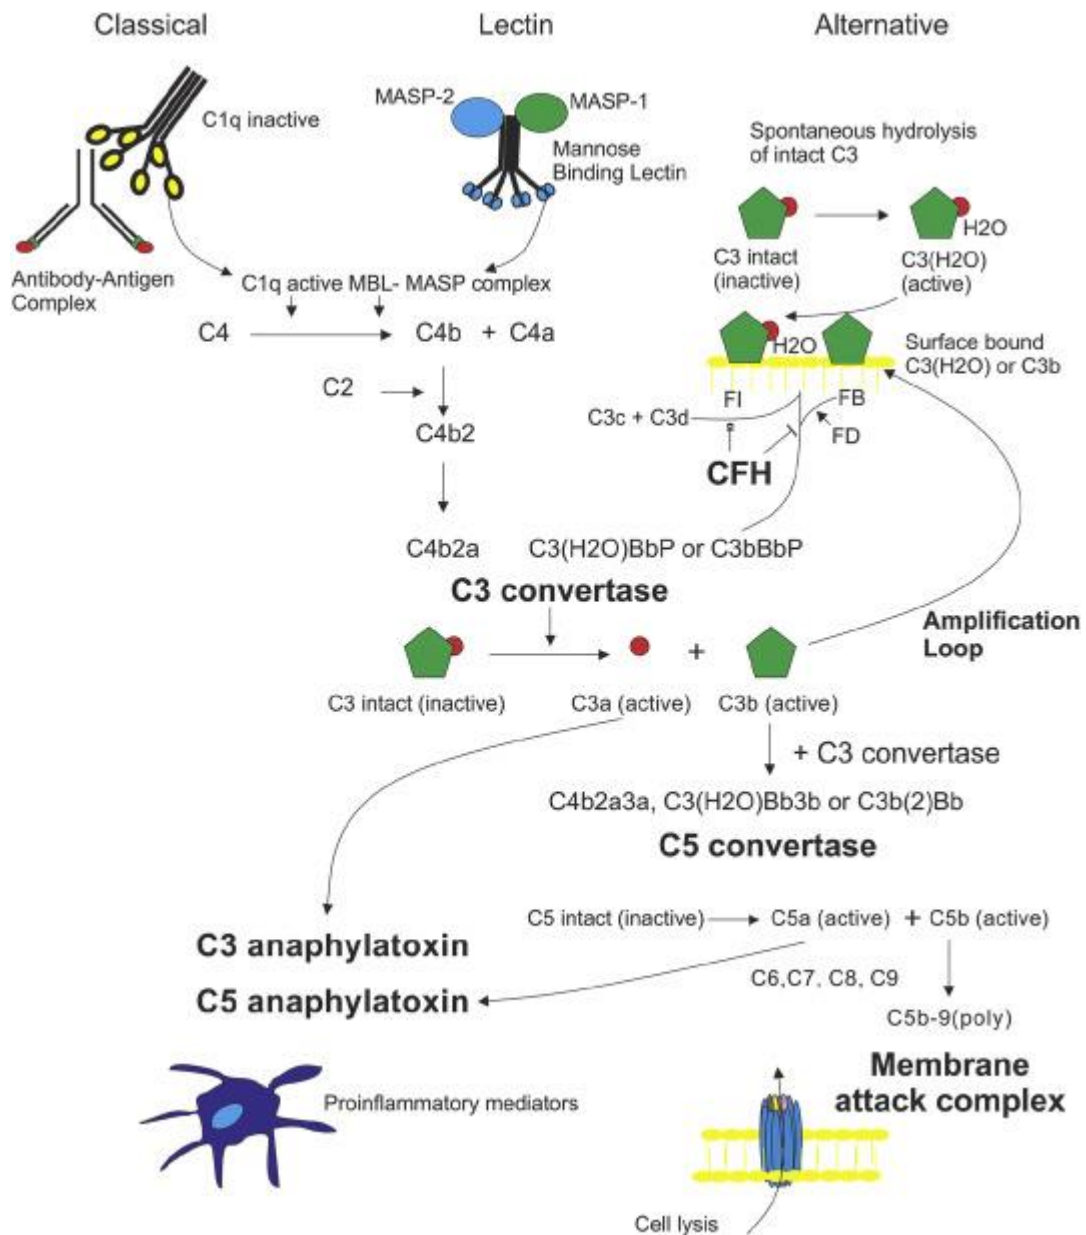 Classical
Lectin
Alternative
C1q inactive
MASP-2
MASP-1
Mannose
Binding Lectin
Spontaneous hydrolysis
of intact C3
H2O
C3 intact
(inactive)
C3(H2O)
(active)
Antibody-Antigen
Complex
C1q active MBL- MASP complex
C4
C4b + C4a
H2O
Surface bound
C3(H2O) or C3b
C2
FI
FB
C3c + C3d
FD
C4b2
CFH
C4b2a
C3(H2O)BbP or C3bBbP
C3 convertase
Amplification
Loop
+
C3 intact (inactive)
C3a (active)
C3b (active)
+ C3 convertase
C4b2a3a, C3(H2O)Bb3b or C3b(2)Bb
C5 convertase
C5 intact (inactive)
C5a (active) + C5b (active)
C3 anaphylatoxin
C6,C7, C8, C9
C5 anaphylatoxin
C5b-9(poly)
Membrane
attack complex
Proinflammatory mediators
Cell lysis